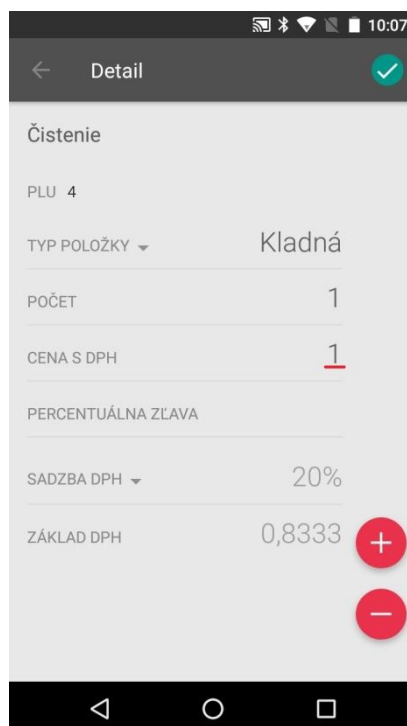 10:07
Detail
Čistenie
PLU 4
TYP POLOŽKY Kladná
POČET 1
CENA S DPH 1
PERCENTUÁLNA ZĽAVA
SADZBA DPH 20%
ZÁKLAD DPH 0,8333